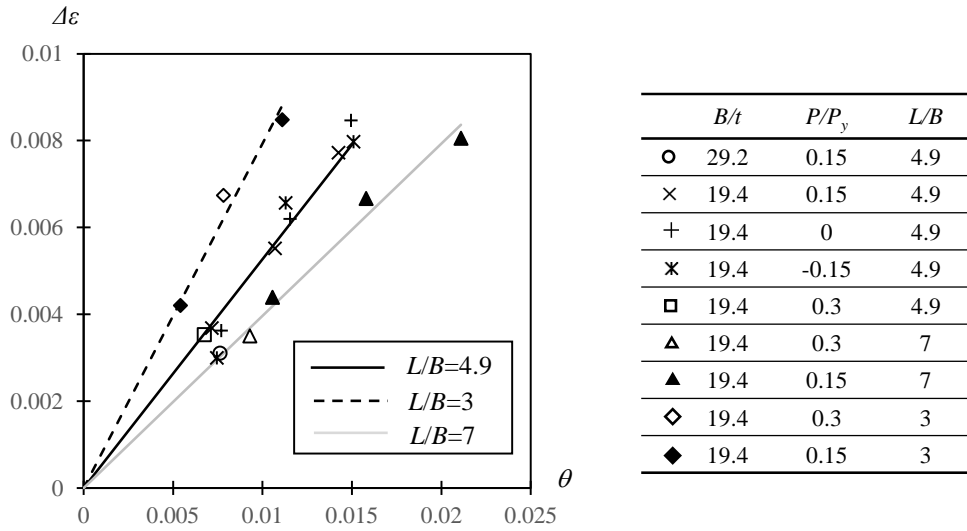 Δε
0.01
0.008
0.006
0.004
0.002
0
0 0.005 0.01 0.015 0.02 0.025
θ
L/B=4.9
L/B=3
L/B=7
B/t P/Py L/B
29.2 0.15 4.9
19.4 0.15 4.9
19.4 0 4.9
19.4 -0.15 4.9
19.4 0.3 4.9
19.4 0.3 7
19.4 0.15 7
19.4 0.3 3
19.4 0.15 3